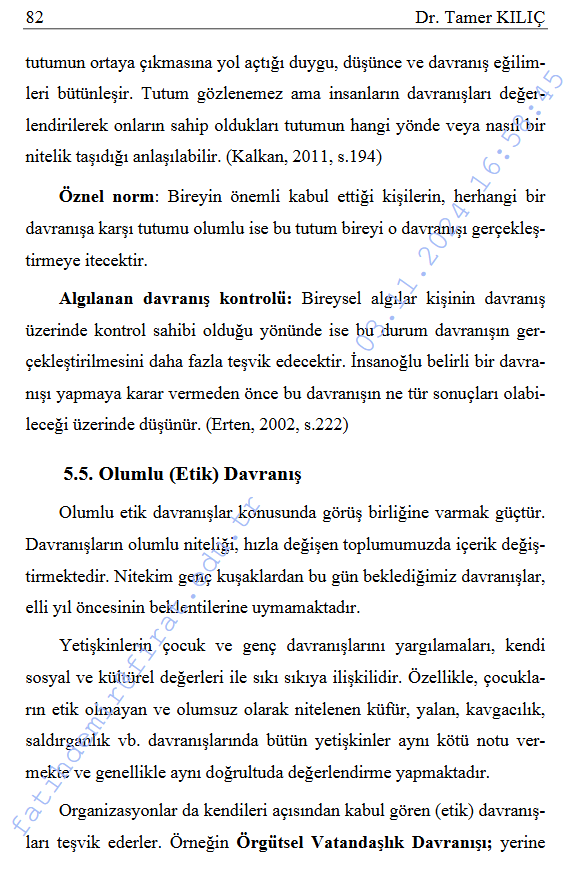 82 Dr. Tamer KILIÇ
tutumun ortaya çıkmasına yol açtığı duygu, düşünce ve davranış eğilim-
leri bütünleşir. Tutum gözlenemez ama insanların davranışları değer-
lendirilerek onların sahip oldukları tutumun hangi yönde veya nasıl bir
nitelik taşıdığı anlaşılabilir. (Kalkan, 2011, s.194)
Öznel norm: Bireyin önemli kabul ettiği kişilerin, herhangi bir
davranışa karşı tutumu olumlu ise bu tutum bireyi o davranışı gerçekleş-
tirmeye itecektir.
Algılanan davranış kontrolü: Bireysel algılar kişinin davranış
üzerinde kontrol sahibi olduğu yönünde ise bu durum davranışın ger-
çekleştirilmesini daha fazla teşvik edecektir. İnsanoğlu belirli bir davra-
nışı yapmaya karar vermeden önce bu davranışın ne tür sonuçları olabi-
leceği üzerinde düşünür. (Erten, 2002, s.222)
5.5. Olumlu (Etik) Davranış
Olumlu etik davranışlar konusunda görüş birliğine varmak güçtür.
Davranışların olumlu niteliği, hızla değişen toplumumuzda içerik değiş-
tirmektedir. Nitekim genç kuşaklardan bu gün beklediğimiz davranışlar,
elli yıl öncesinin beklentilerine uymamaktadır.
Yetişkinlerin çocuk ve genç davranışlarını yargılamaları, kendi
sosyal ve kültürel değerleri ile sıkı sıkıya ilişkilidir. Özellikle, çocukla-
rın etik olmayan ve olumsuz olarak nitelenen küfür, yalan, kavgacılık,
saldırganlık vb. davranışlarında bütün yetişkinler aynı kötü notu ver-
mekte ve genellikle aynı doğrultuda değerlendirme yapmaktadır.
Organizasyonlar da kendileri açısından kabul gören (etik) davranış-
ları teşvik ederler. Örneğin Örgütsel Vatandaşlık Davranışı; yerine
fatihdemir@firat.edu.tr
03.11.2024 16:58:45